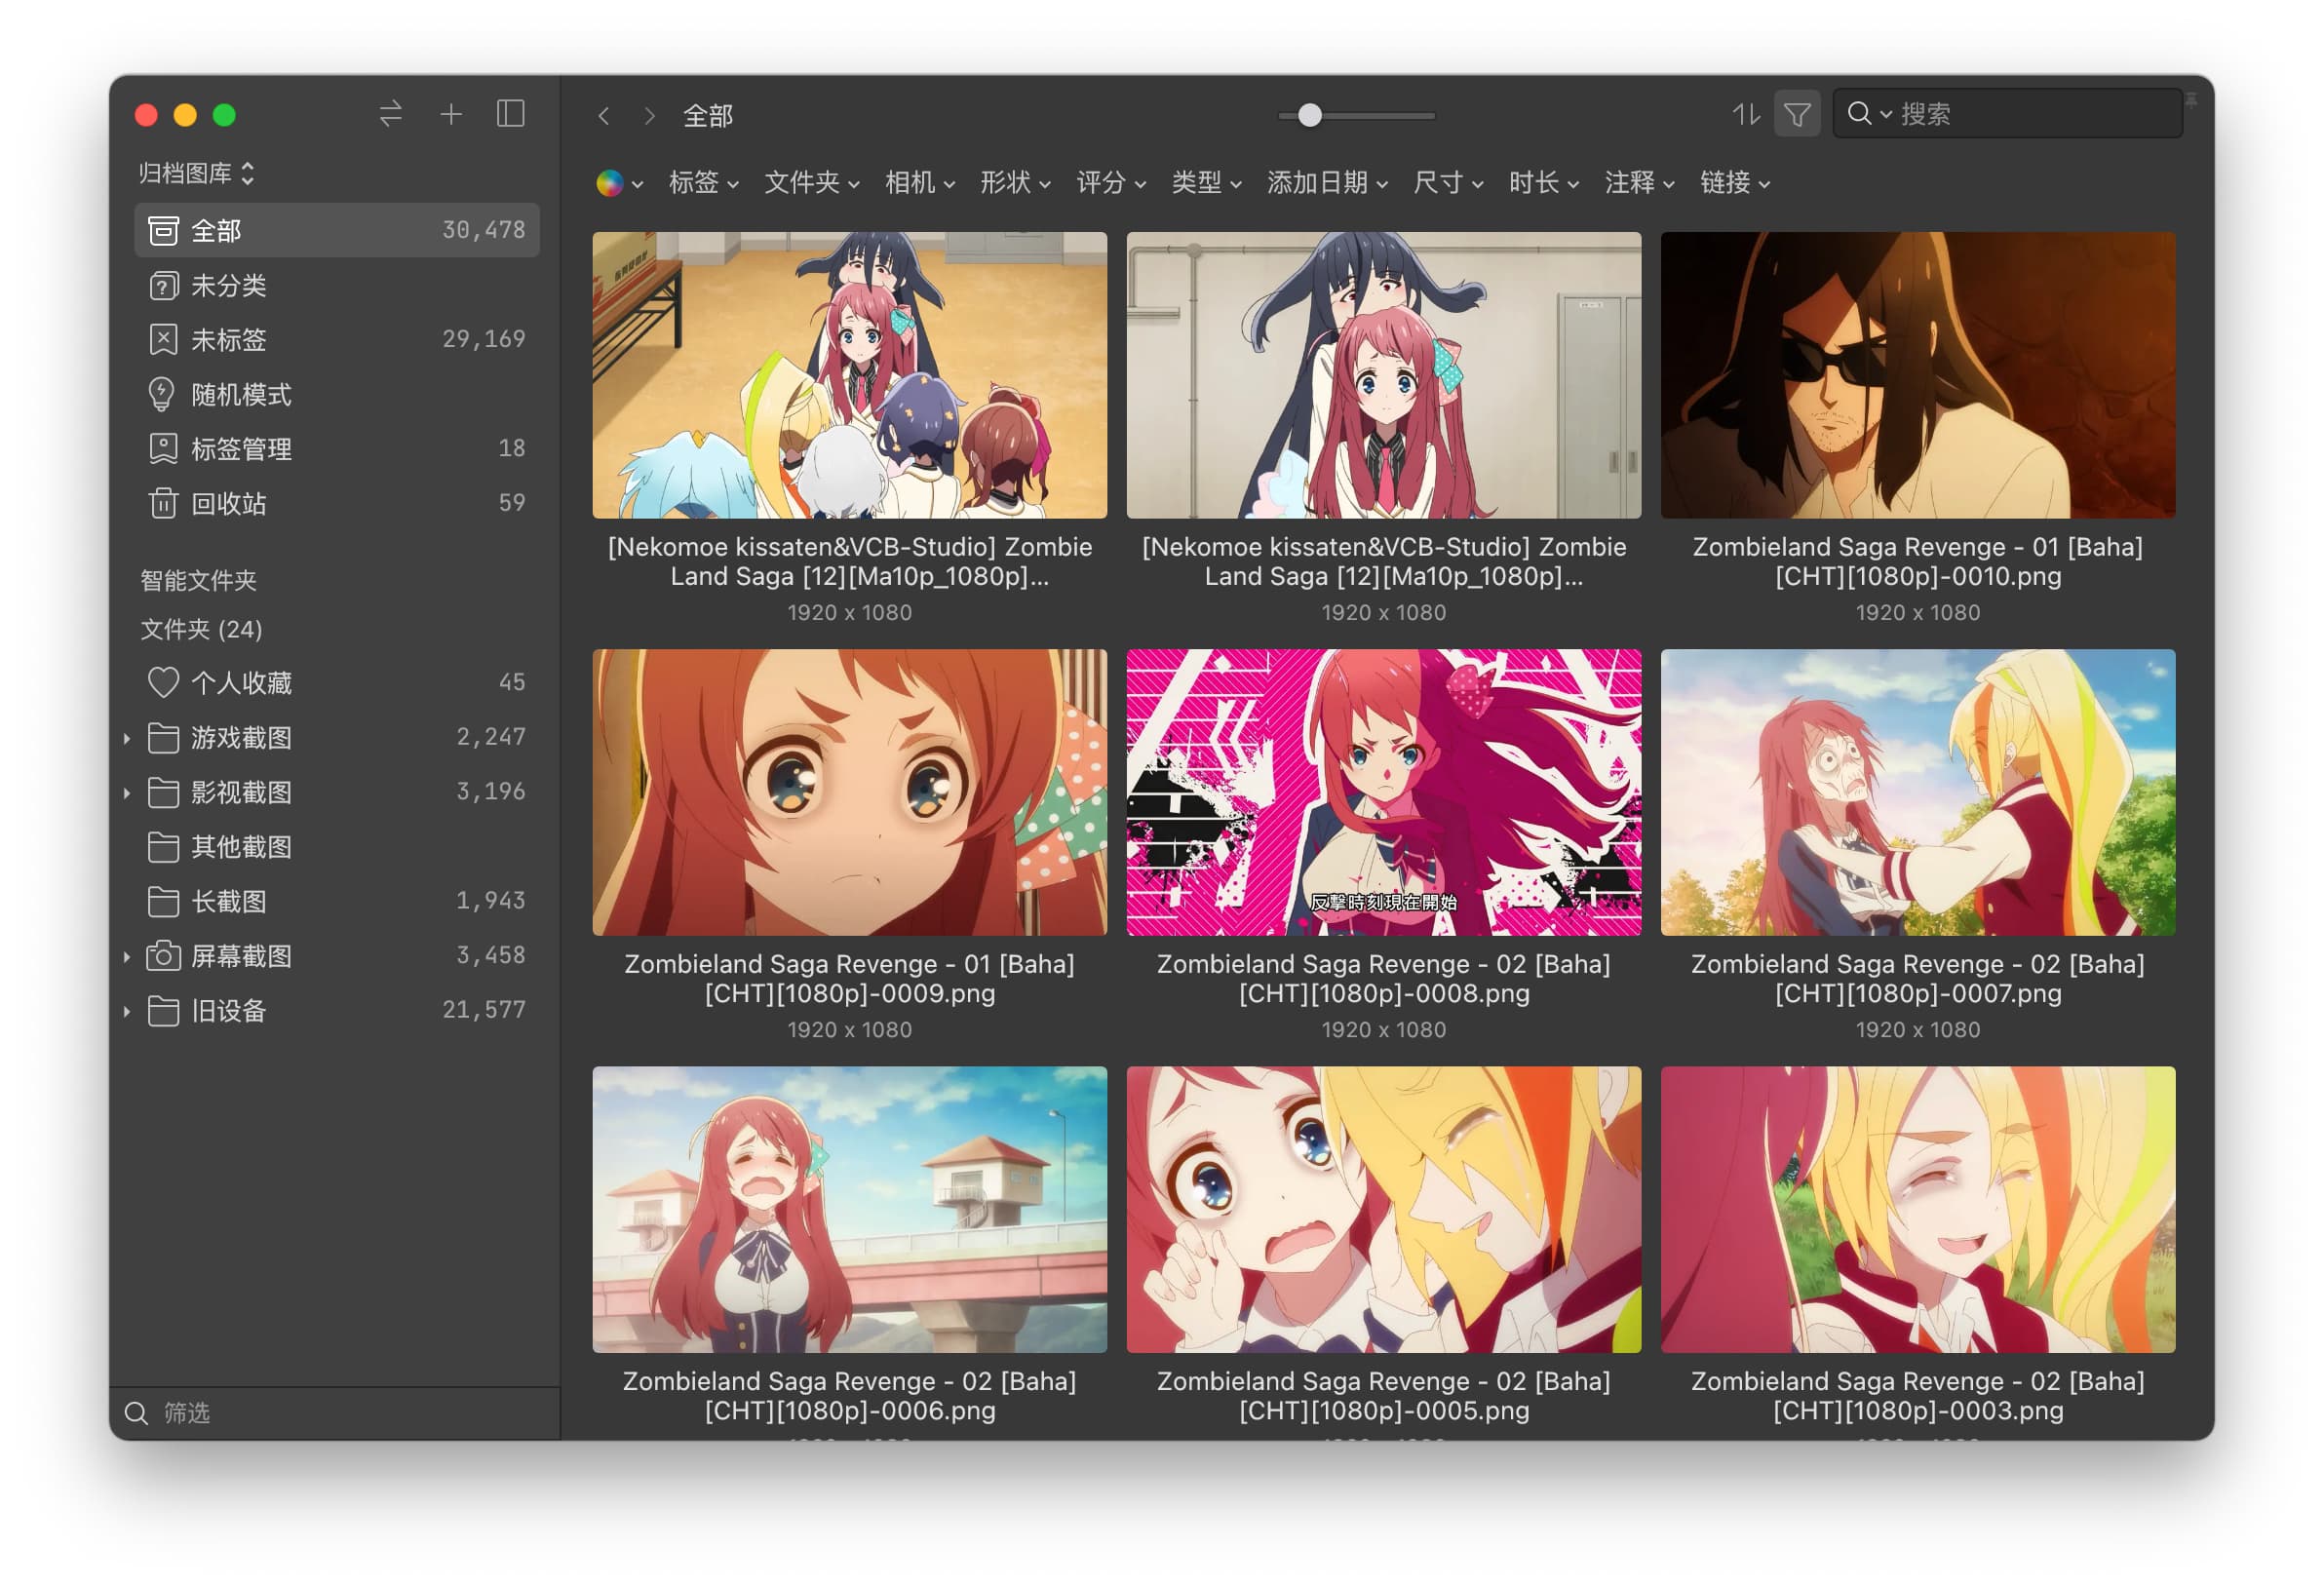 归档图库
全部 30,478
未分类
未标签 29,169
随机模式
标签管理 18
回收站 59
智能文件夹
文件夹 (24)
个人收藏 45
游戏截图 2,247
影视截图 3,196
其他截图
长截图 1,943
屏幕截图 3,458
旧设备 21,577
筛选
全部
搜索
标签 文件夹 相机 形状 评分 类型 添加日期 尺寸 时长 注释 链接
[Nekomoe kissaten&VCB-Studio] Zombie
Land Saga [12][Ma10p_1080p]...
1920 x 1080
[Nekomoe kissaten&VCB-Studio] Zombie
Land Saga [12][Ma10p_1080p]...
1920 x 1080
Zombieland Saga Revenge - 01 [Baha]
[CHT][1080p]-0010.png
1920 x 1080
Zombieland Saga Revenge - 01 [Baha]
[CHT][1080p]-0009.png
1920 x 1080
反擊時刻現在開始
Zombieland Saga Revenge - 02 [Baha]
[CHT][1080p]-0008.png
1920 x 1080
Zombieland Saga Revenge - 02 [Baha]
[CHT][1080p]-0007.png
1920 x 1080
Zombieland Saga Revenge - 02 [Baha]
[CHT][1080p]-0006.png
Zombieland Saga Revenge - 02 [Baha]
[CHT][1080p]-0005.png
Zombieland Saga Revenge - 02 [Baha]
[CHT][1080p]-0003.png